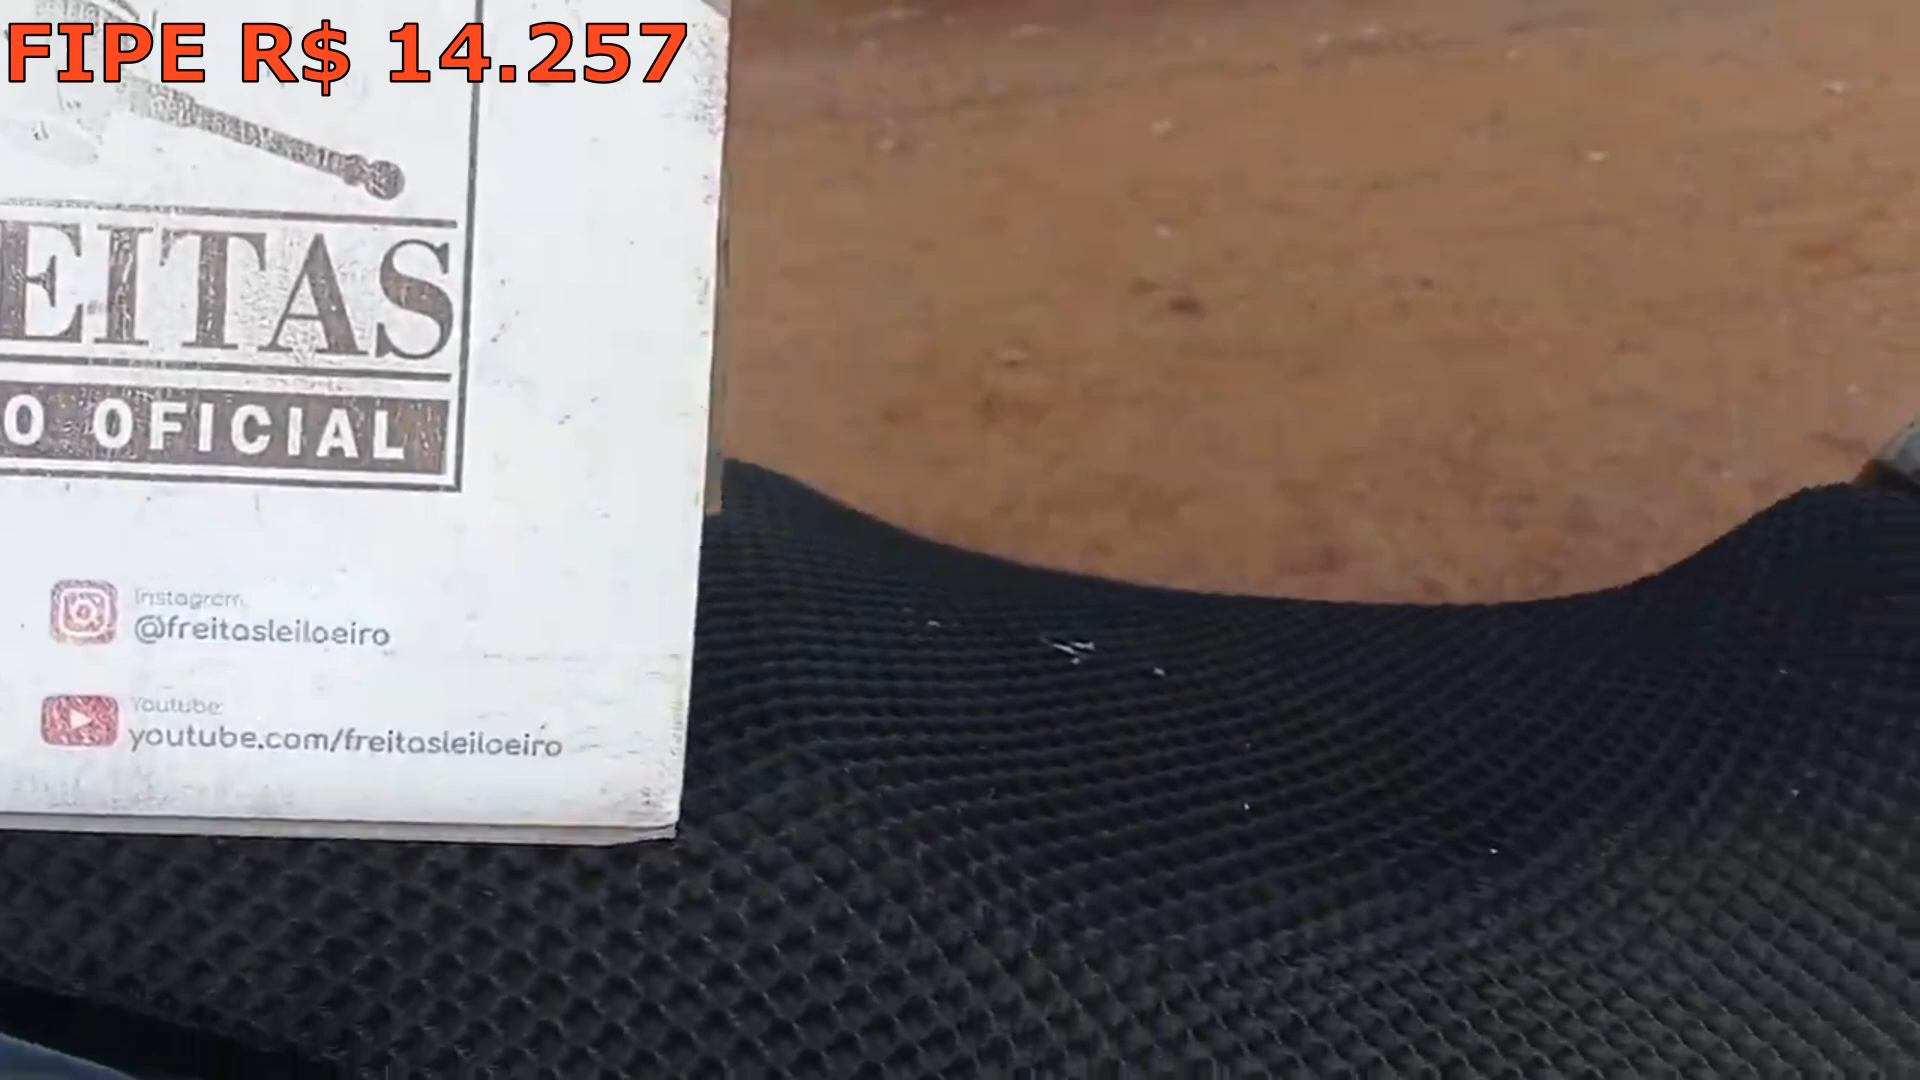 FIPE R$ 14.257
EITAS
O OFICIAL
Instagram:
@freitasleiloeiro
Youtube:
youtube.com/freitasleiloeiro